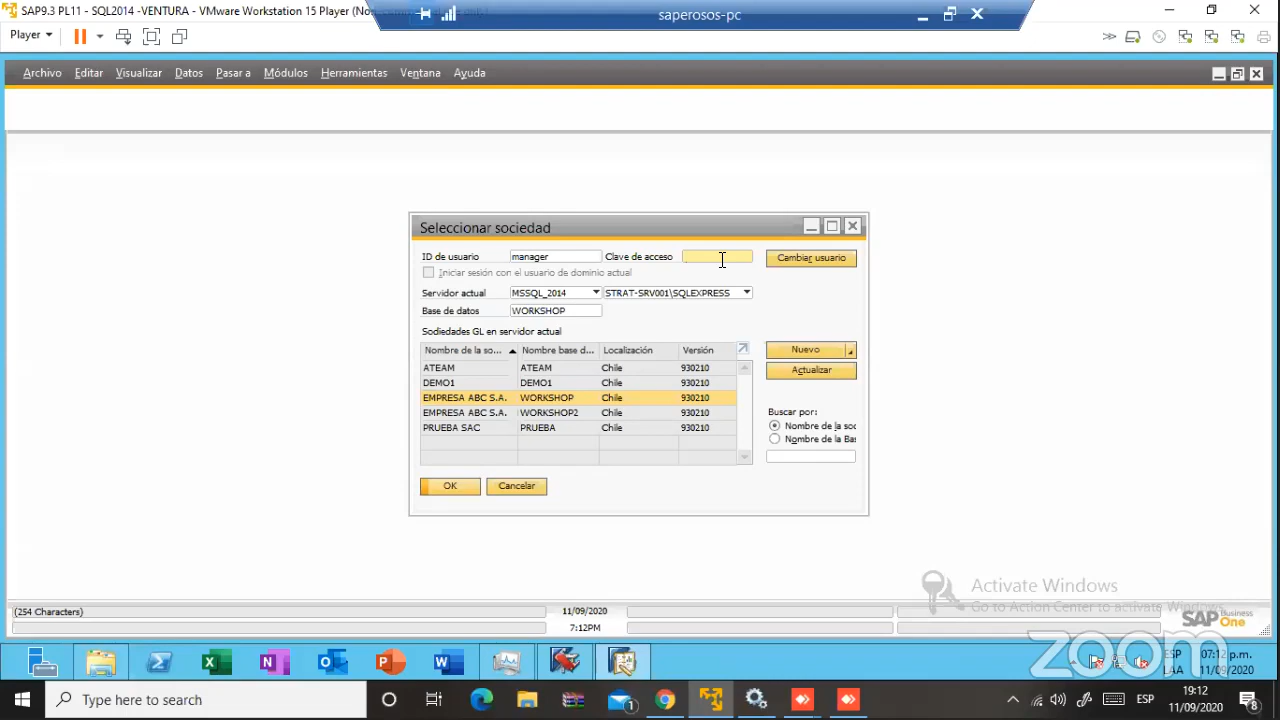 SAP9.3 PL11 - SQL2014 -VENTURA - VMware Workstation 15 Player (Non-
saperosos-pc
Player
Archivo Editar Visualizar Datos Pasar a Módulos Herramientas Ventana Ayuda
Seleccionar sociedad
ID de usuario manager Clave de acceso Cambiar usuario
Iniciar sesión con el usuario de dominio actual
Servidor actual MSSQL_2014 STRAT-SRV001\SQLEXPRESS
Base de datos WORKSHOP
Sodiedades GL en servidor actual
Nombre de la so... Nombre base d... Localización Versión Nuevo
ATEAM ATEAM Chile 930210 Actualizar
DEMO1 DEMO1 Chile 930210
EMPRESA ABC S.A. WORKSHOP Chile 930210
EMPRESA ABC S.A. WORKSHOP2 Chile 930210
PRUEBA SAC PRUEBA Chile 930210
Buscar por:
Nombre de la soc
Nombre de la Bas
OK Cancelar
Activate Windows
Go to Action Center to activate Windows.
(254 Characters) 11/09/2020
7:12PM
SAP Business One
zoom
ESP 07:12 p.m.
LAA 11/09/2020
Type here to search
1
ESP
19:12
11/09/2020
8